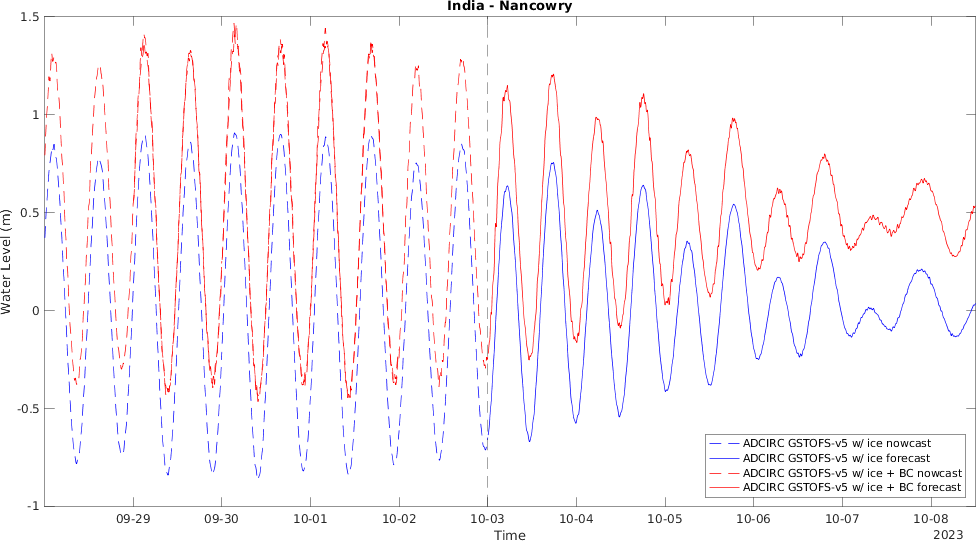 India - Nancowry
1.5
1
0.5
0
-0.5
-1
Water Level (m)
09-29 09-30 10-01 10-02 10-03 10-04 10-05 10-06 10-07 10-08
Time
2023
ADCIRC GSTOFS-v5 w/ ice nowcast
ADCIRC GSTOFS-v5 w/ ice forecast
ADCIRC GSTOFS-v5 w/ ice + BC nowcast
ADCIRC GSTOFS-v5 w/ ice + BC forecast